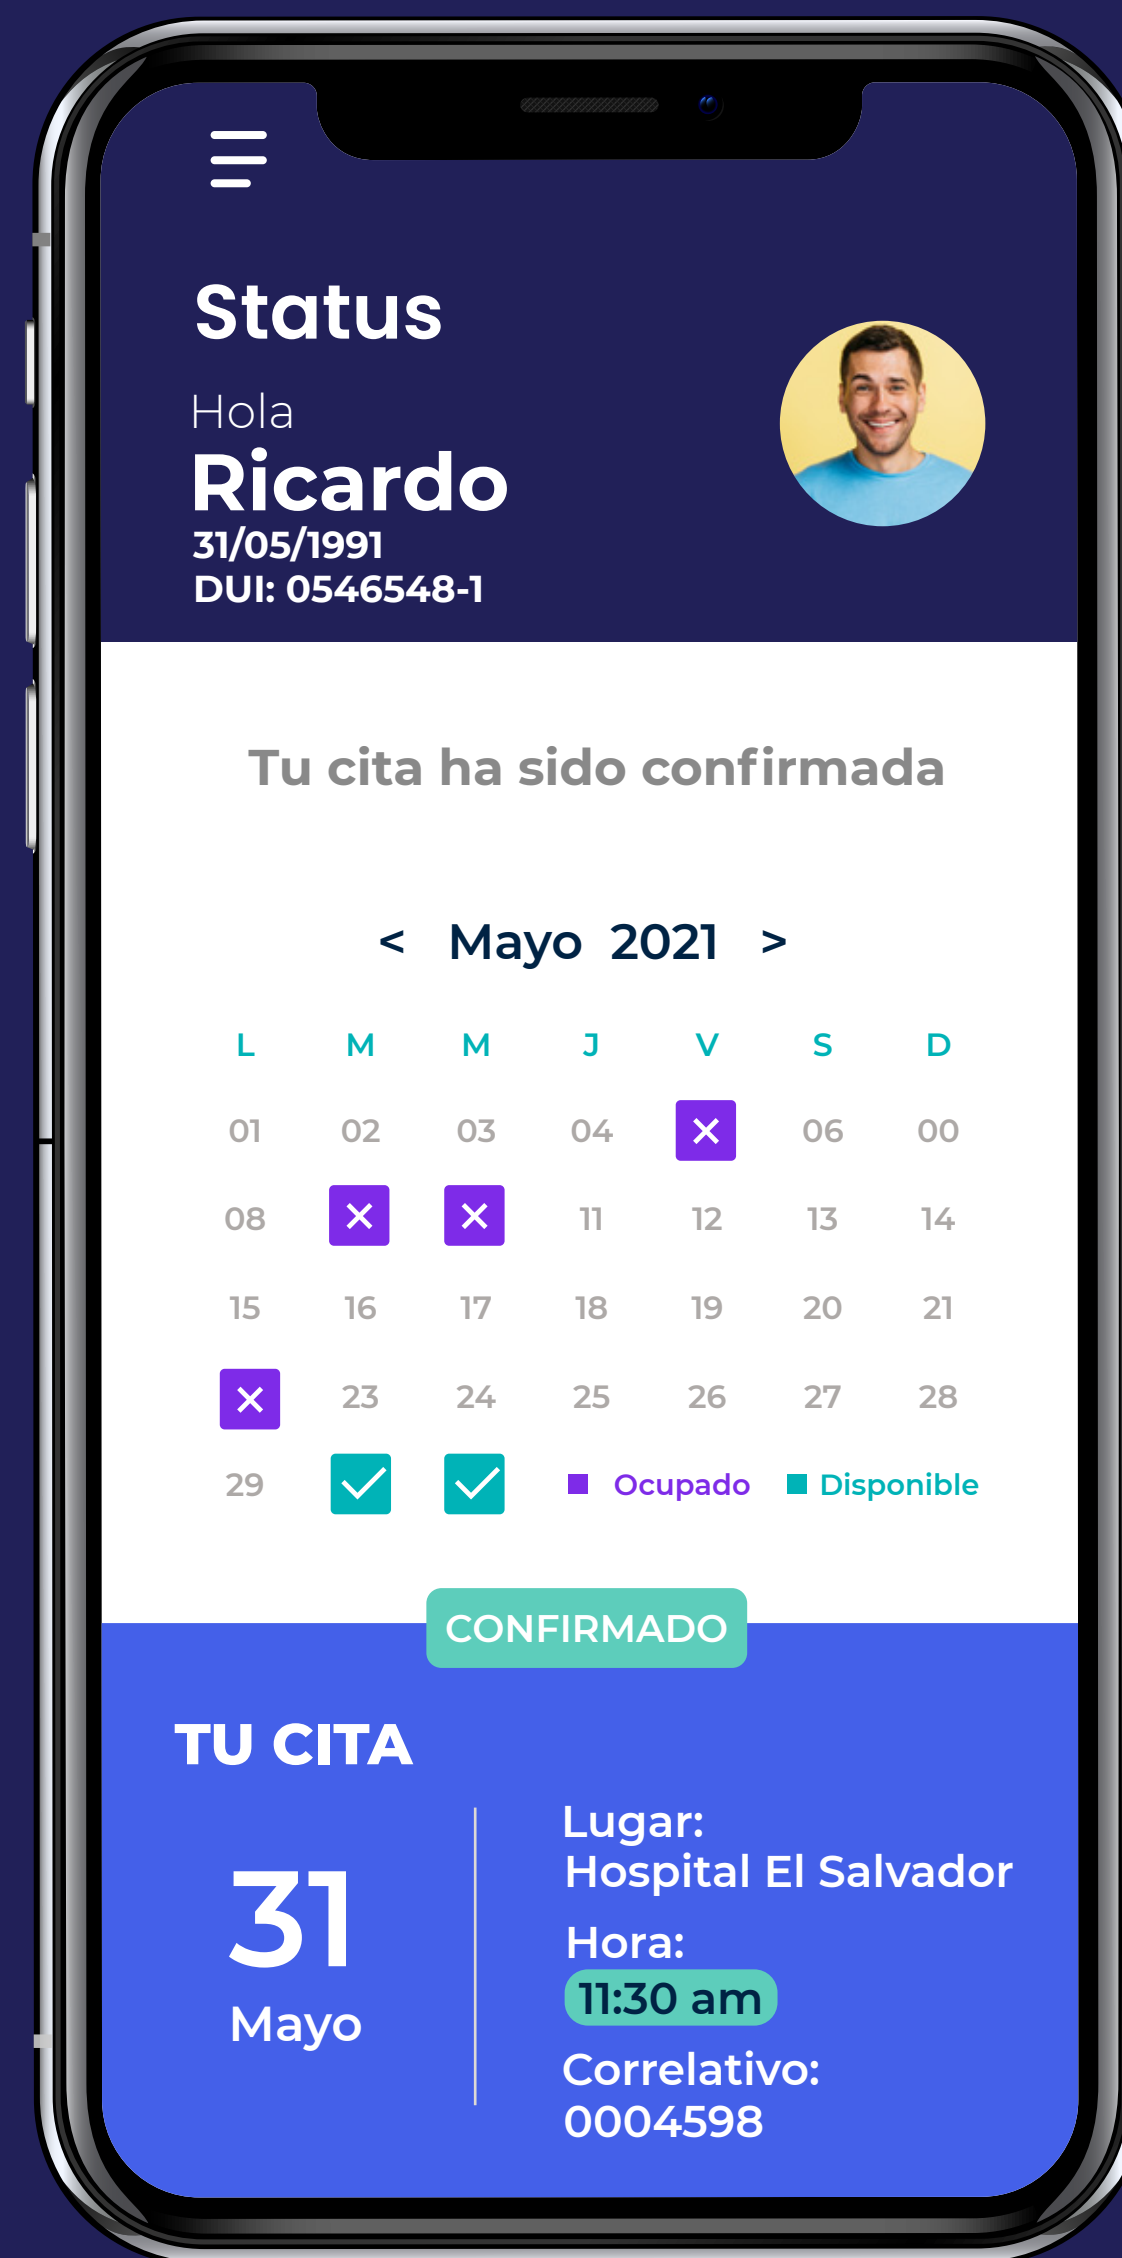 Status
Hola
Ricardo
31/05/1991
DUI: 0546548-1
Tu cita ha sido confirmada
< Mayo 2021 >
L M M J V S D
01 02 03 04 06 00
08 11 12 13 14
15 16 17 18 19 20 21
23 24 25 26 27 28
29 Ocupado Disponible
CONFIRMADO
TU CITA
31
Mayo
Lugar:
Hospital El Salvador
Hora:
11:30 am
Correlativo:
0004598